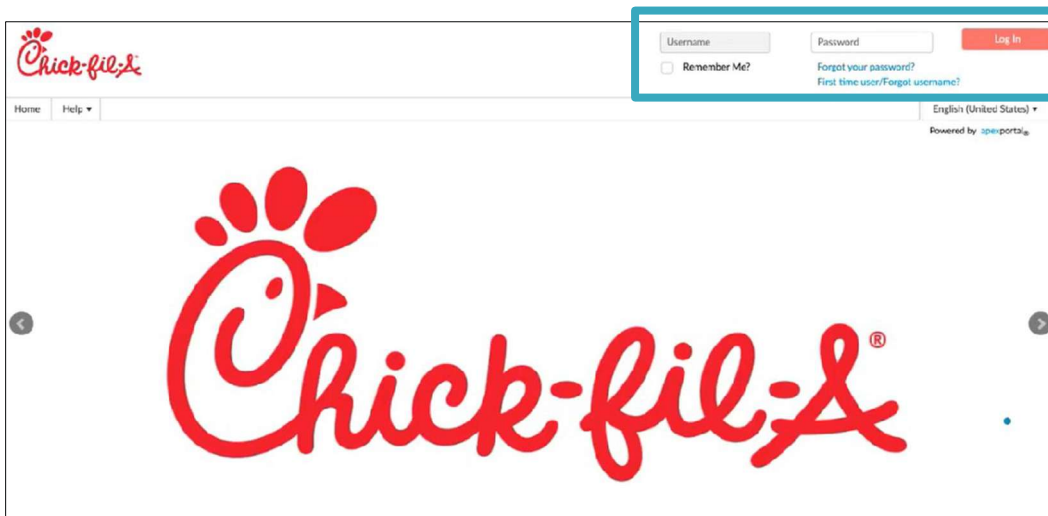 Chick-fil-A
Username Password Log In
Remember Me? Forgot your password?
First time user/Forgot username?
Home Help ▾ English (United States) ▾
Powered by apexportal®
Chick-fil-A®